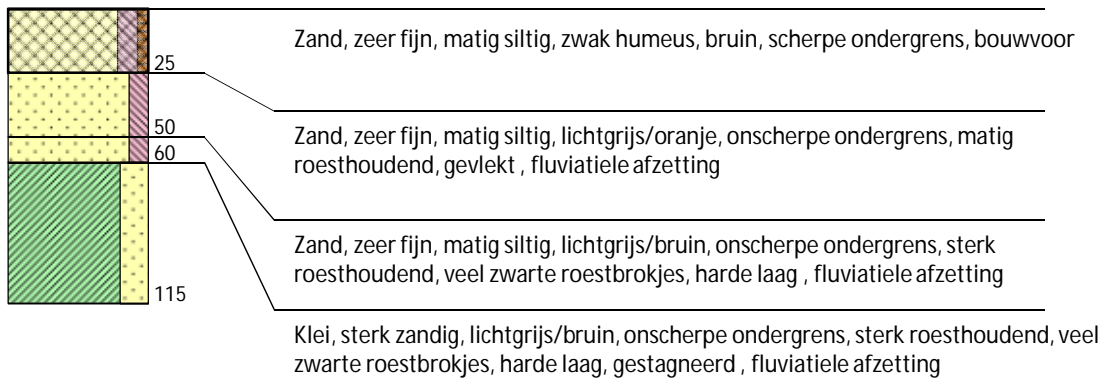 Zand, zeer fijn, matig siltig, zwak humeus, bruin, scherpe ondergrens, bouwvoor
25
Zand, zeer fijn, matig siltig, lichtgrijs/oranje, onscherpe ondergrens, matig
roesthoudend, gevlekt , fluviatiele afzetting
50
60
Zand, zeer fijn, matig siltig, lichtgrijs/bruin, onscherpe ondergrens, sterk
roesthoudend, veel zwarte roestbrokjes, harde laag , fluviatiele afzetting
115
Klei, sterk zandig, lichtgrijs/bruin, onscherpe ondergrens, sterk roesthoudend, veel
zwarte roestbrokjes, harde laag, gestagneerd , fluviatiele afzetting